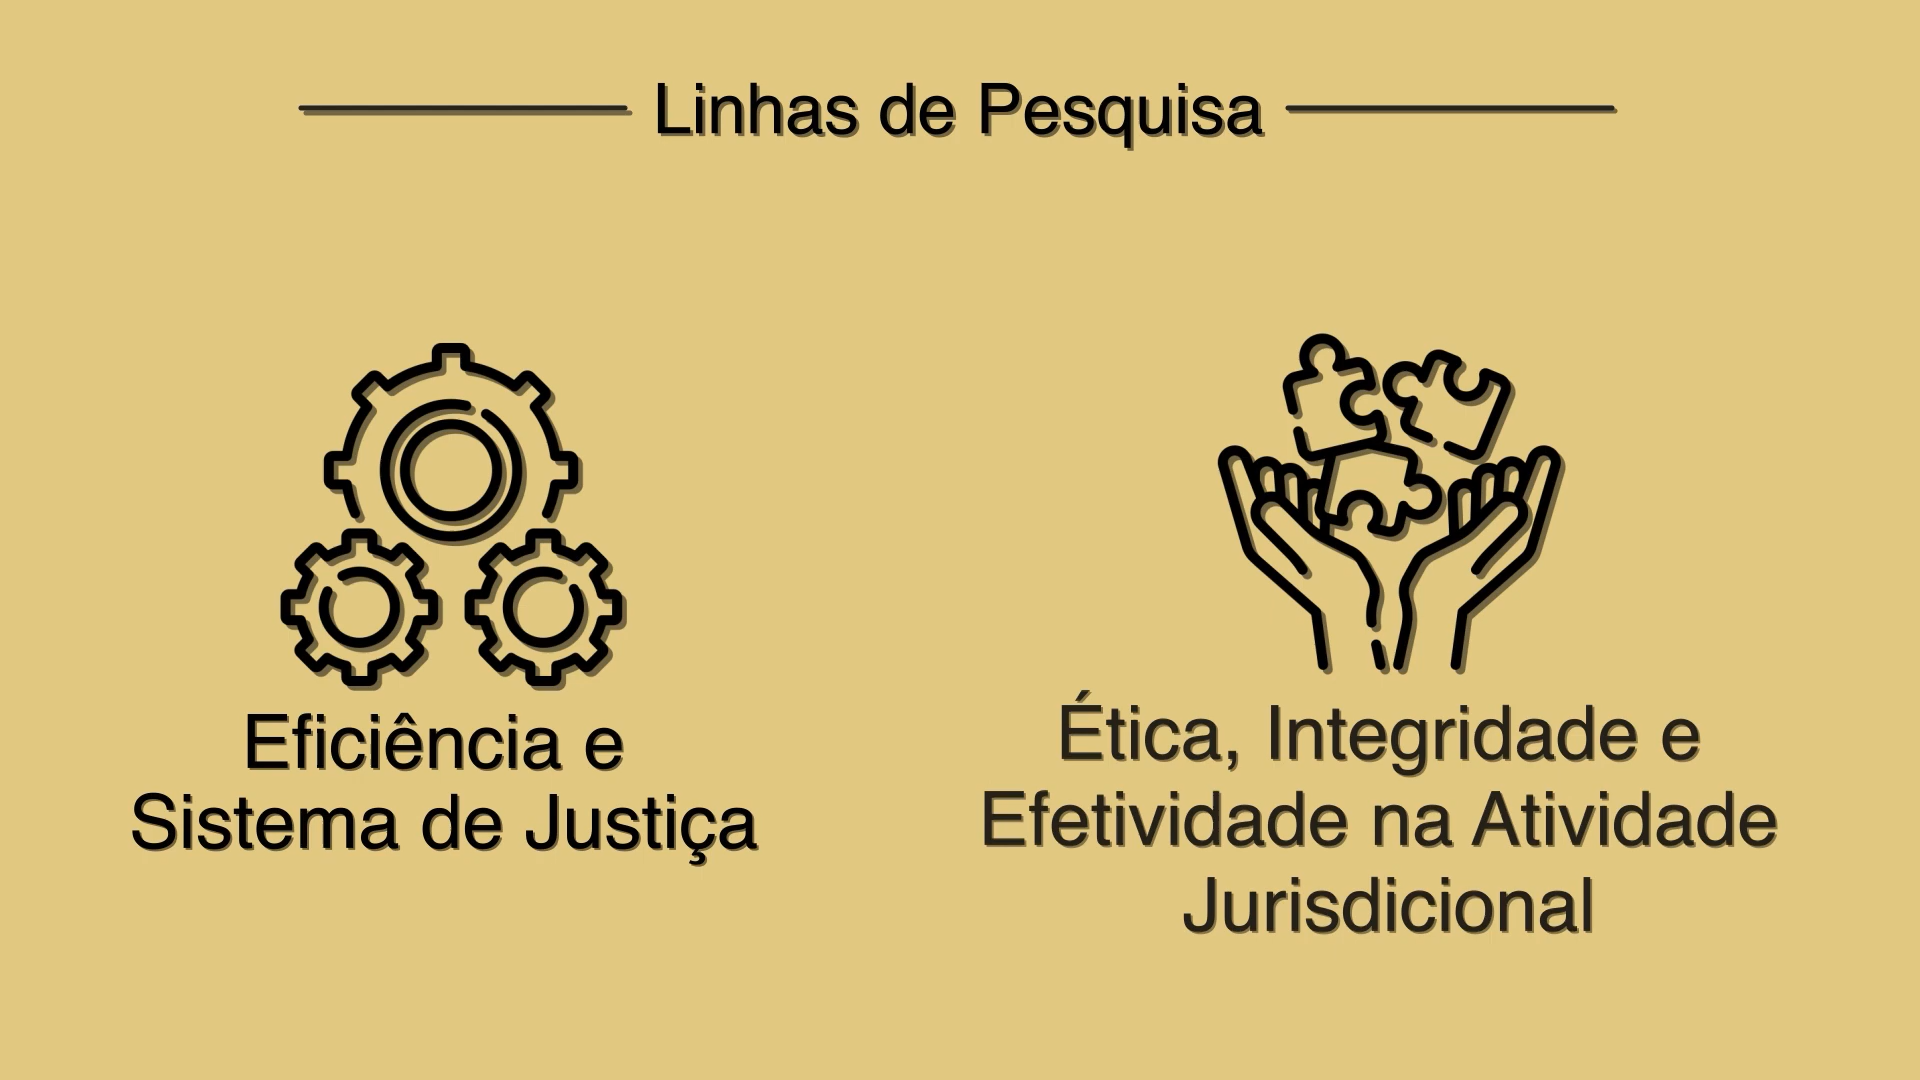 Linhas de Pesquisa
Eficiência e
Sistema de Justiça
Ética, Integridade e
Efetividade na Atividade
Jurisdicional